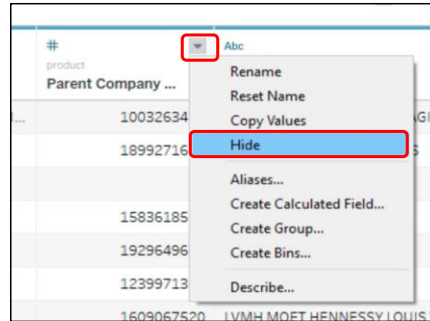 # Abc
product
Parent Company ...
Rename
Reset Name
... 10032634 Copy Values
18992716 Hide
Aliases...
Create Calculated Field...
15836185 Create Group...
19296496 Create Bins...
12399713 Describe...
1609067520 LVMH MOET HENNESSY LOUIS